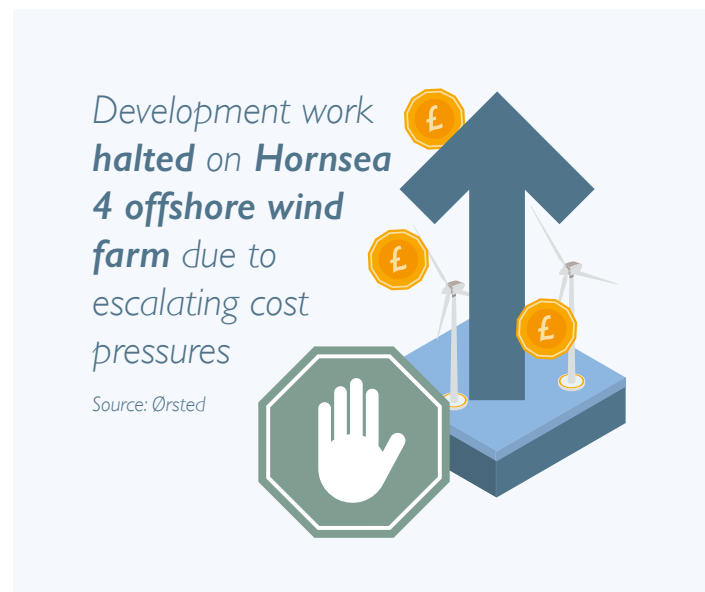 Development work
halted on Hornsea
4 offshore wind
farm due to
escalating cost
pressures
Source: Ørsted
£
£
£